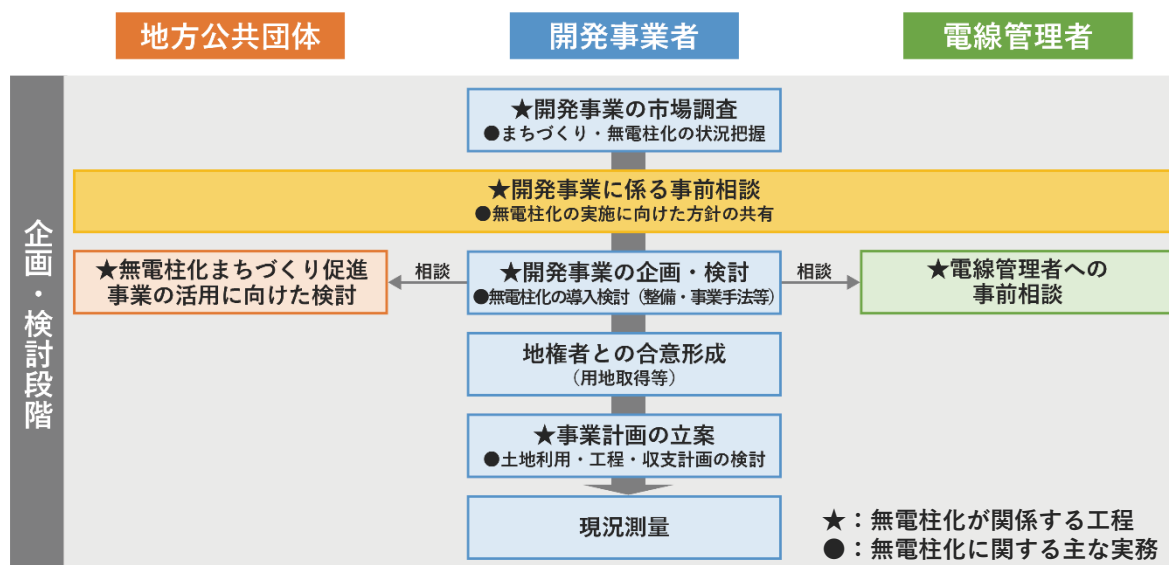 地方公共団体
開発事業者
電線管理者
企画・検討段階
★開発事業の市場調査
●まちづくり・無電柱化の状況把握
★開発事業に係る事前相談
●無電柱化の実施に向けた方針の共有
★無電柱化まちづくり促進
事業の活用に向けた検討
相談
★開発事業の企画・検討
●無電柱化の導入検討（整備・事業手法等）
相談
★電線管理者への
事前相談
地権者との合意形成
（用地取得等）
★事業計画の立案
●土地利用・工程・収支計画の検討
現況測量
★：無電柱化が関係する工程
●：無電柱化に関する主な実務